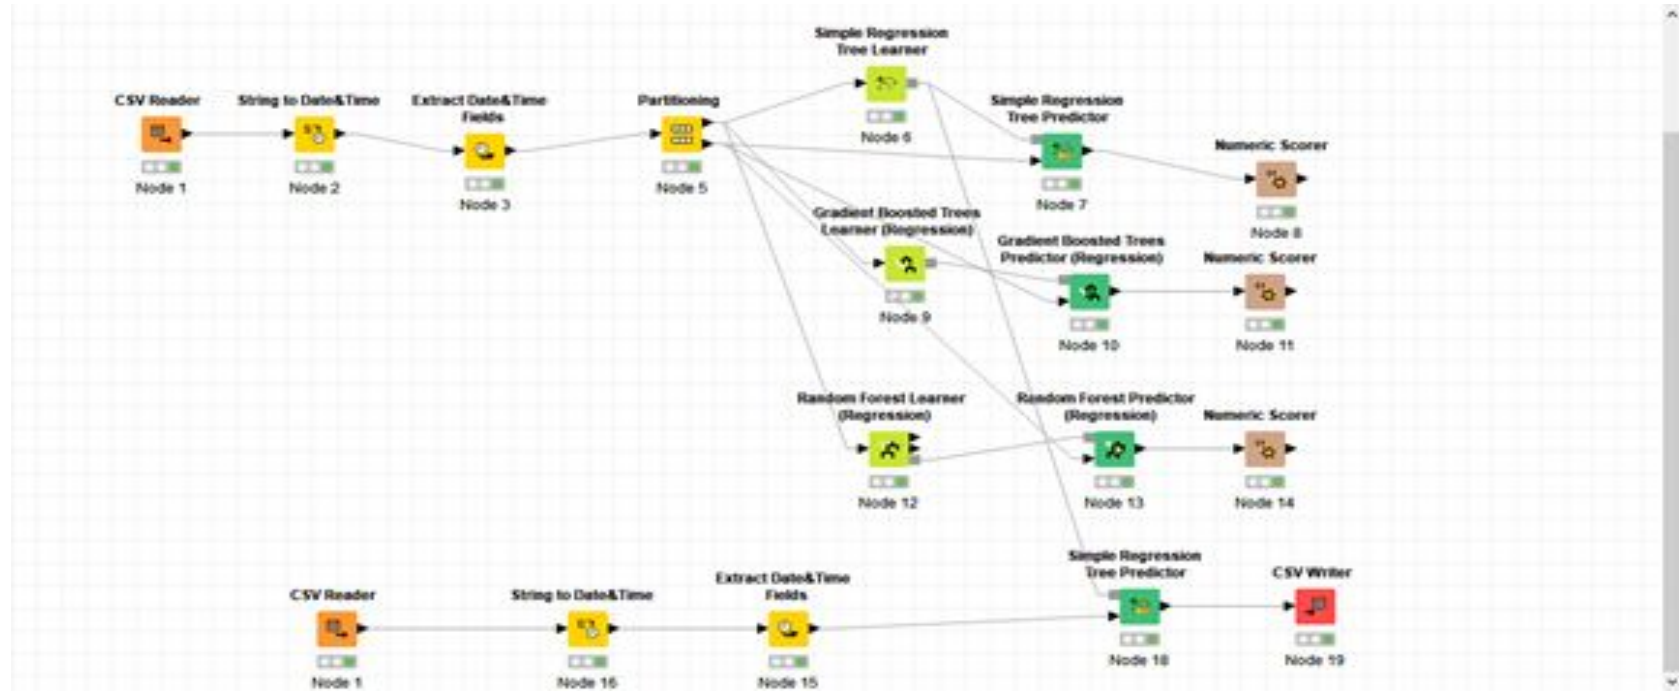 Simple Regression
Tree Learner
Node 6
CSV Reader
Node 1
String to Date&Time
Node 2
Extract Date&Time
Fields
Node 3
Partitioning
Node 5
Simple Regression
Tree Predictor
Node 7
Numeric Scorer
Node 8
Gradient Boosted Trees
Learner (Regression)
Node 9
Gradient Boosted Trees
Predictor (Regression)
Node 10
Numeric Scorer
Node 11
Random Forest Learner
(Regression)
Node 12
Random Forest Predictor
(Regression)
Node 13
Numeric Scorer
Node 14
CSV Reader
Node 1
String to Date&Time
Node 16
Extract Date&Time
Fields
Node 15
Simple Regression
Tree Predictor
Node 18
CSV Writer
Node 19